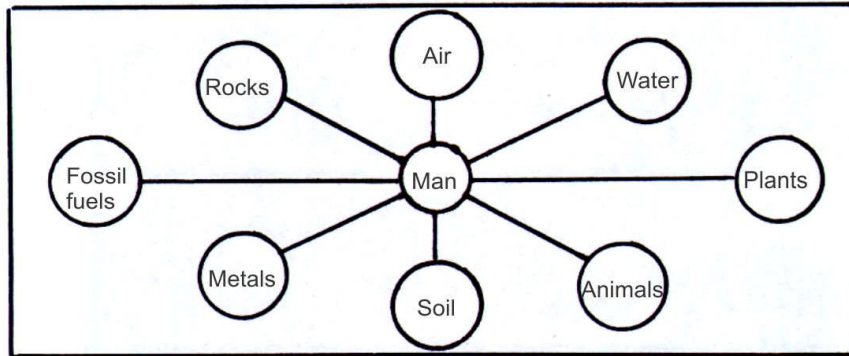 Air
Rocks
Water
Fossil
fuels
Man
Plants
Metals
Soil
Animals